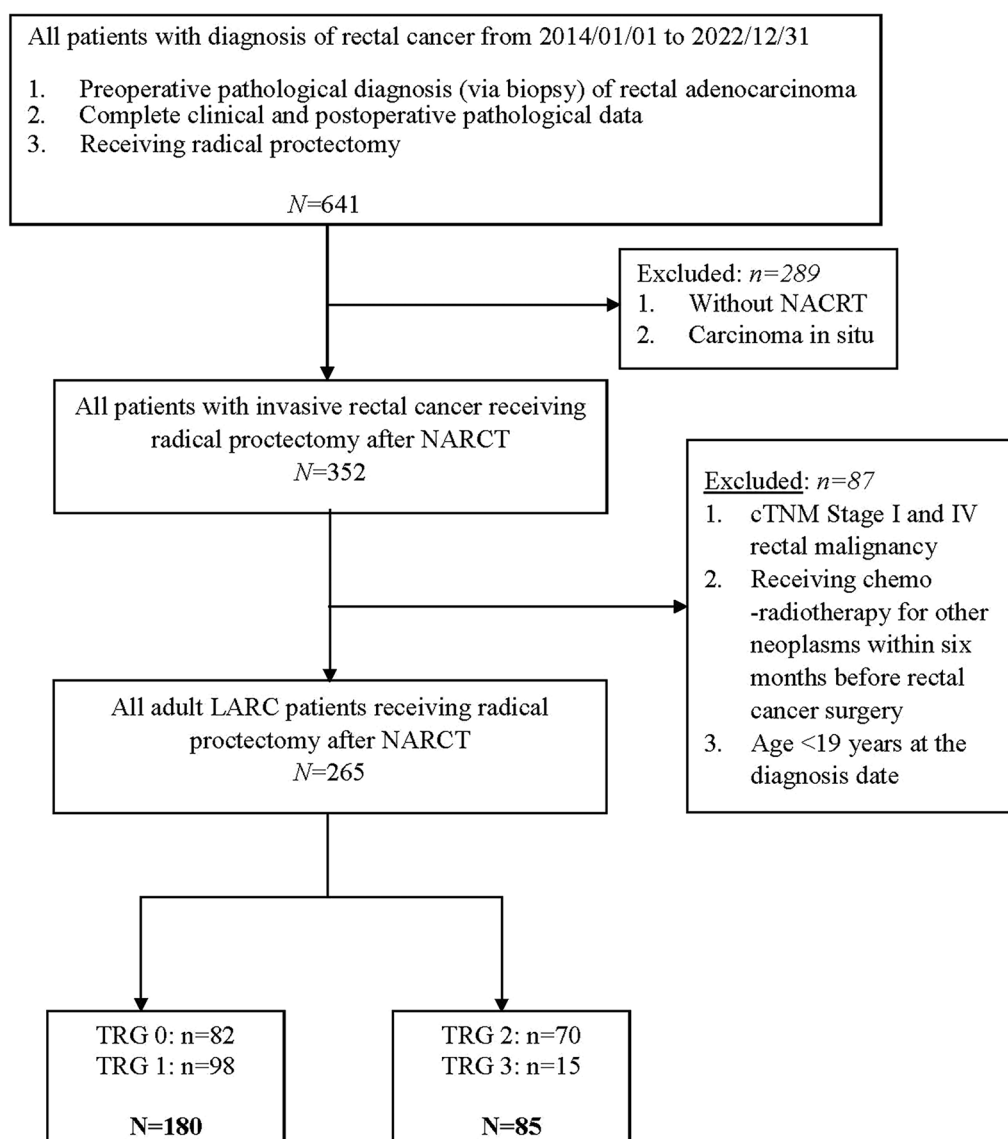 All patients with diagnosis of rectal cancer from 2014/01/01 to 2022/12/31
1. Preoperative pathological diagnosis (via biopsy) of rectal adenocarcinoma
2. Complete clinical and postoperative pathological data
3. Receiving radical proctectomy
N=641
Excluded: n=289
1. Without NACRT
2. Carcinoma in situ
All patients with invasive rectal cancer receiving
radical proctectomy after NARCT
N=352
Excluded: n=87
1. cTNM Stage I and IV
rectal malignancy
2. Receiving chemo
-radiotherapy for other
neoplasms within six
months before rectal
cancer surgery
3. Age <19 years at the
diagnosis date
All adult LARC patients receiving radical
proctectomy after NARCT
N=265
TRG 0: n=82
TRG 1: n=98
N=180
TRG 2: n=70
TRG 3: n=15
N=85